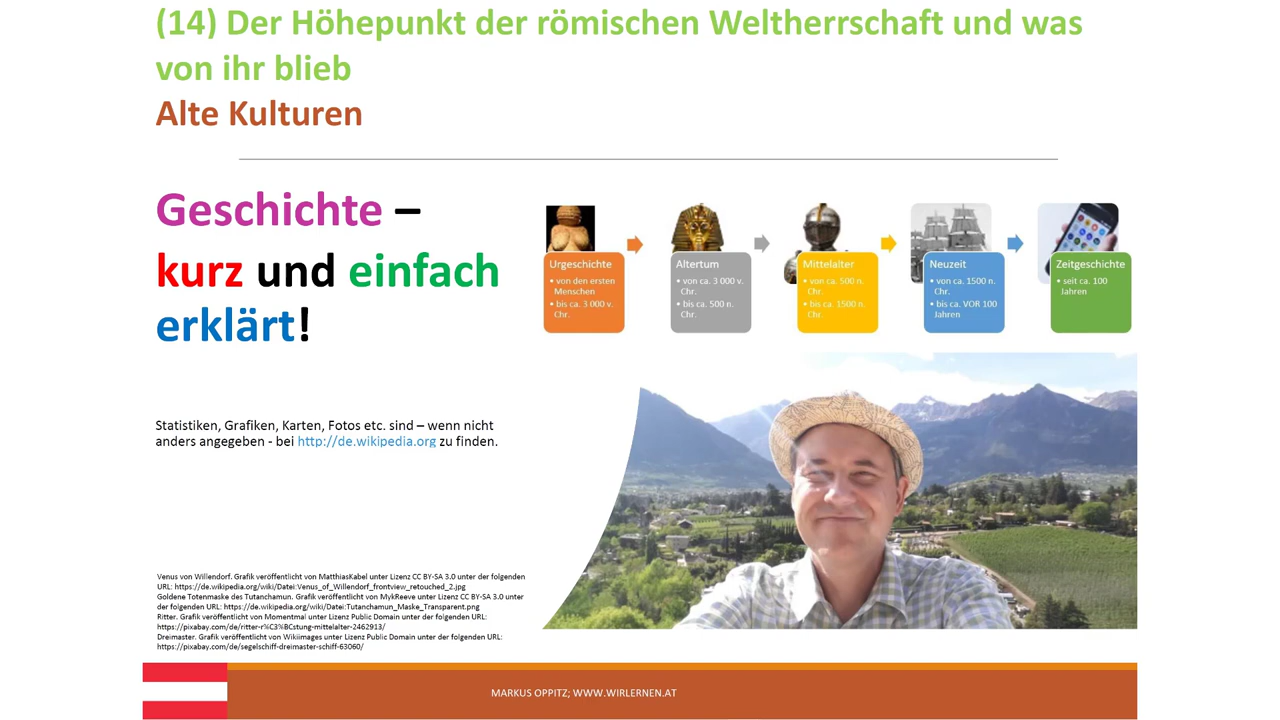 (14) Der Höhepunkt der römischen Weltherrschaft und was
von ihr blieb
Alte Kulturen
Geschichte –
kurz und einfach
erklärt!
Urgeschichte
• von den ersten
Menschen
• bis ca. 3 000 v.
Chr.
Altertum
• von ca. 3 000 v.
Chr.
• bis ca. 500 n.
Chr.
Mittelalter
• von ca. 500 n.
Chr.
• bis ca. 1500 n.
Chr.
Neuzeit
• von ca. 1500 n.
Chr.
• bis ca. VOR 100
Jahren
Zeitgeschichte
• seit ca. 100
Jahren
Statistiken, Grafiken, Karten, Fotos etc. sind – wenn nicht
anders angegeben - bei http://de.wikipedia.org zu finden.
Venus von Willendorf. Grafik veröffentlicht von MatthiasKabel unter Lizenz CC BY-SA 3.0 unter der folgenden
URL: https://de.wikipedia.org/wiki/Datei:Venus_of_Willendorf_frontview_retouched_2.jpg
Goldene Totenmaske des Tutanchamun. Grafik veröffentlicht von MykReeve unter Lizenz CC BY-SA 3.0 unter
der folgenden URL: https://de.wikipedia.org/wiki/Datei:Tutanchamun_Maske_Transparent.png
Ritter. Grafik veröffentlicht von Momentmal unter Lizenz Public Domain unter der folgenden URL:
https://pixabay.com/de/ritter-r%C3%BCstung-mittelalter-2462913/
Dreimaster. Grafik veröffentlicht von WikiImages unter Lizenz Public Domain unter der folgenden URL:
https://pixabay.com/de/segelschiff-dreimaster-schiff-63060/
MARKUS OPPITZ; WWW.WIRLERNEN.AT